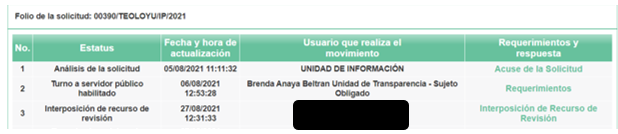 Folio de la solicitud: 00390/TEOLOYU/IP/2021
No. Estatus Fecha y hora de actualización Usuario que realiza el movimiento Requerimientos y respuesta
1 Análisis de la solicitud 05/08/2021 11:11:32 UNIDAD DE INFORMACIÓN Acuse de la Solicitud
2 Turno a servidor público habilitado 06/08/2021 12:53:28 Brenda Anaya Beltran Unidad de Transparencia - Sujeto Obligado Requerimientos
3 Interposición de recurso de revisión 27/08/2021 12:31:33 Interposición de Recurso de Revisión